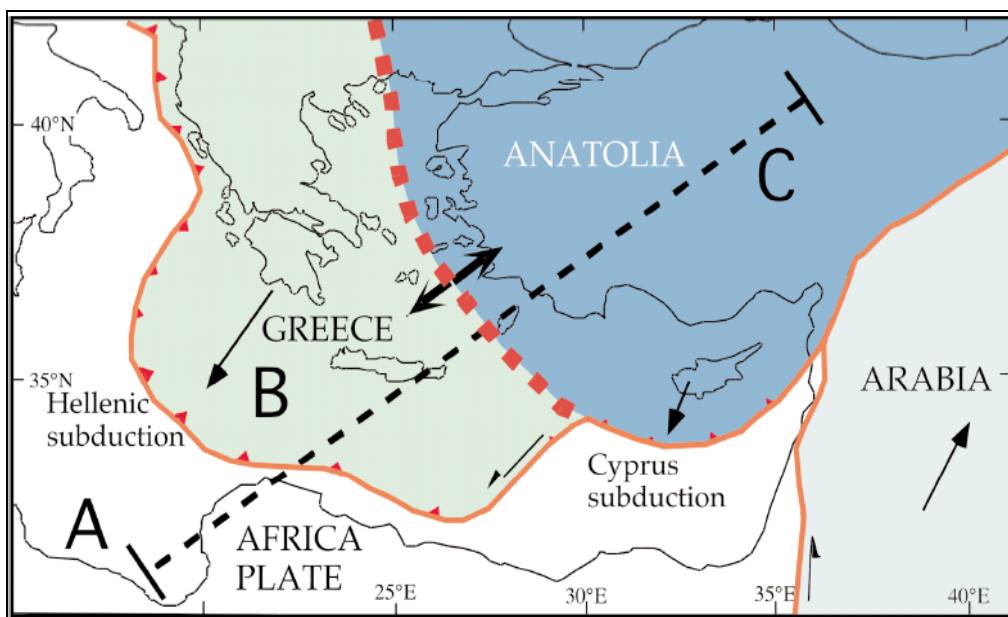 40°N
ANATOLIA
C
GREECE
B
35°N
Hellenic
subduction
ARABIA
Cyprus
subduction
A
AFRICA
PLATE
25°E
30°E
35°E
40°E